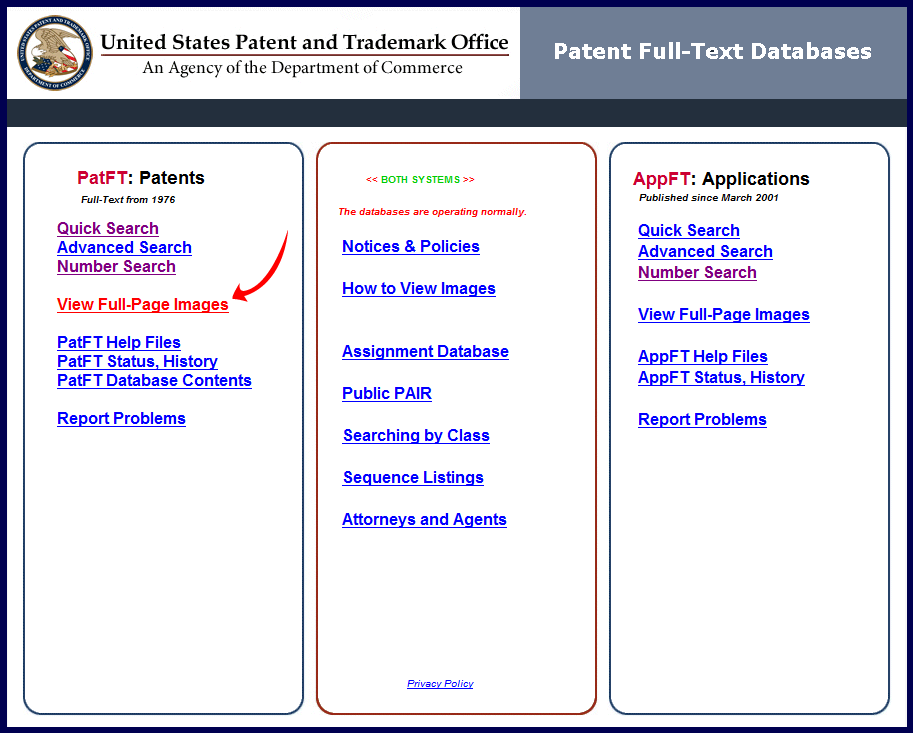 United States Patent and Trademark Office
An Agency of the Department of Commerce
Patent Full-Text Databases
PatFT: Patents
Full-Text from 1976
Quick Search
Advanced Search
Number Search
View Full-Page Images
PatFT Help Files
PatFT Status, History
PatFT Database Contents
Report Problems
<< BOTH SYSTEMS >>
The databases are operating normally.
Notices & Policies
How to View Images
Assignment Database
Public PAIR
Searching by Class
Sequence Listings
Attorneys and Agents
Privacy Policy
AppFT: Applications
Published since March 2001
Quick Search
Advanced Search
Number Search
View Full-Page Images
AppFT Help Files
AppFT Status, History
Report Problems